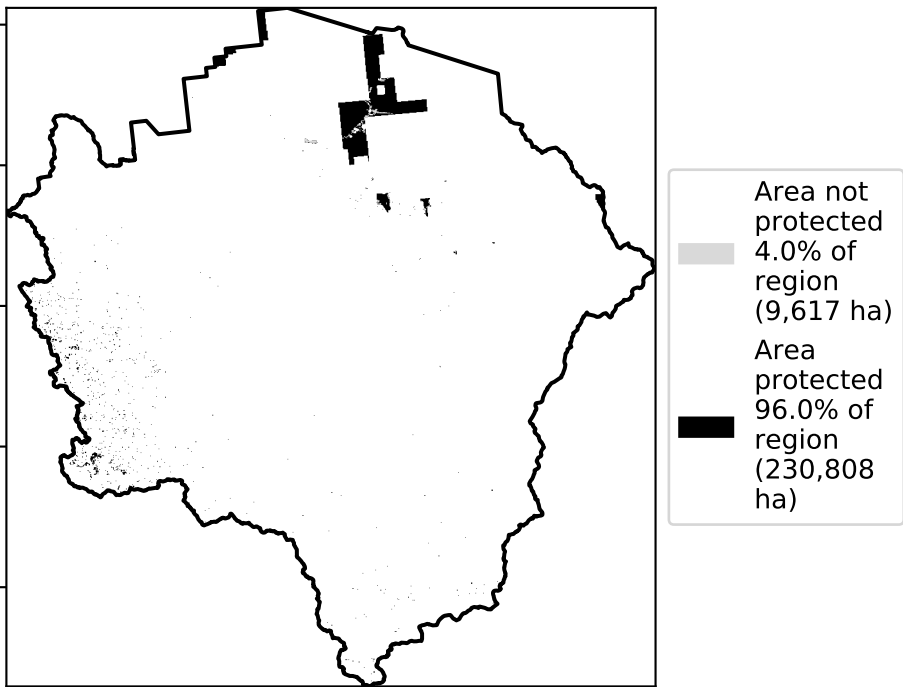 Area not
protected
4.0% of
region
(9,617 ha)
Area
protected
96.0% of
region
(230,808
ha)